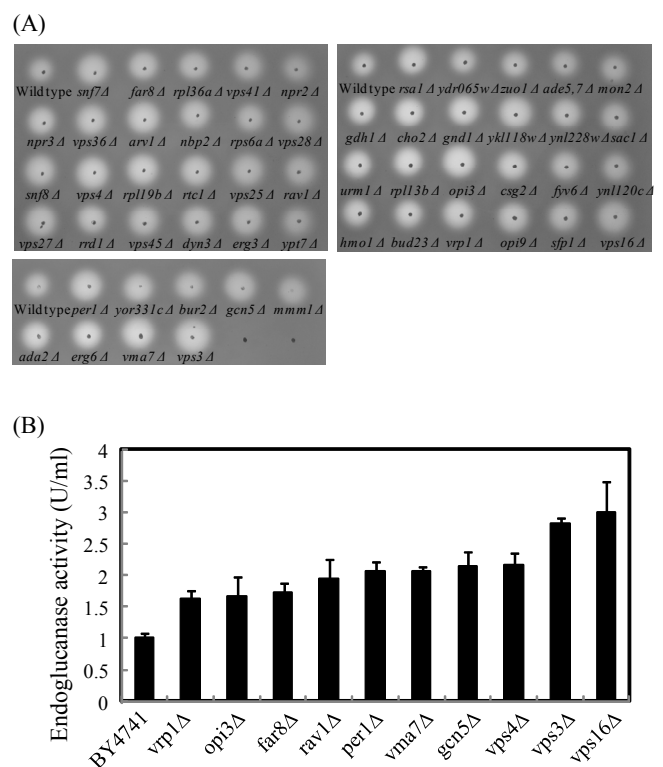 (A)
Wildtype snf7Δ far8Δ rpl36aΔ vps41Δ npr2Δ
npr3Δ vps36Δ arv1Δ nbp2Δ rps6aΔ vps28Δ
snf8Δ vps4Δ rpl19bΔ rtc1Δ vps25Δ rav1Δ
vps27Δ rrd1Δ vps45Δ dyn3Δ erg3Δ ypt7Δ
Wildtype rsa1Δ ydr065wΔ zuo1Δ ade5,7Δ mon2Δ
gdh1Δ cho2Δ gnd1Δ ykl118wΔ ynl228wΔ sac1Δ
urm1Δ rpl13bΔ opi3Δ csg2Δ fyv6Δ ynl120cΔ
hmo1Δ bud23Δ vrp1Δ opi9Δ sfp1Δ vps16Δ
Wildtype per1Δ yor331cΔ bur2Δ gcn5Δ mmm1Δ
ada2Δ erg6Δ vma7Δ vps3Δ
(B)
Endoglucanase activity (U/ml)
4
3.5
3
2.5
2
1.5
1
0.5
0
BY4741 vrp1Δ opi3Δ far8Δ rav1Δ per1Δ vma7Δ gcn5Δ vps4Δ vps3Δ vps16Δ